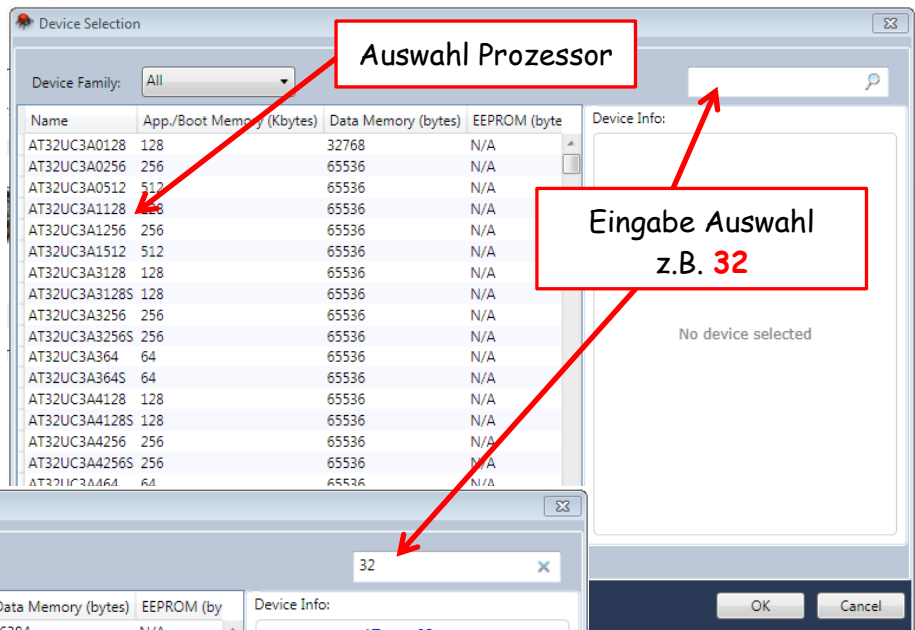 Device Selection
Auswahl Prozessor
Device Family: All
Name App./Boot Memory (Kbytes) Data Memory (bytes) EEPROM (byte
Device Info:
AT32UC3A0128 128 32768 N/A
AT32UC3A0256 256 65536 N/A
AT32UC3A0512 512 65536 N/A
AT32UC3A1128 128 65536 N/A
AT32UC3A1256 256 65536 N/A
AT32UC3A1512 512 65536 N/A
AT32UC3A3128 128 65536 N/A
AT32UC3A3128S 128 65536 N/A
AT32UC3A3256 256 65536 N/A
AT32UC3A3256S 256 65536 N/A
AT32UC3A364 64 65536 N/A
AT32UC3A364S 64 65536 N/A
AT32UC3A4128 128 65536 N/A
AT32UC3A4128S 128 65536 N/A
AT32UC3A4256 256 65536 N/A
AT32UC3A4256S 256 65536 N/A
AT32UC3A464 64 65536 N/A
Eingabe Auswahl
z.B. 32
No device selected
32
Data Memory (bytes) EEPROM (by
Device Info:
N/A
OK Cancel